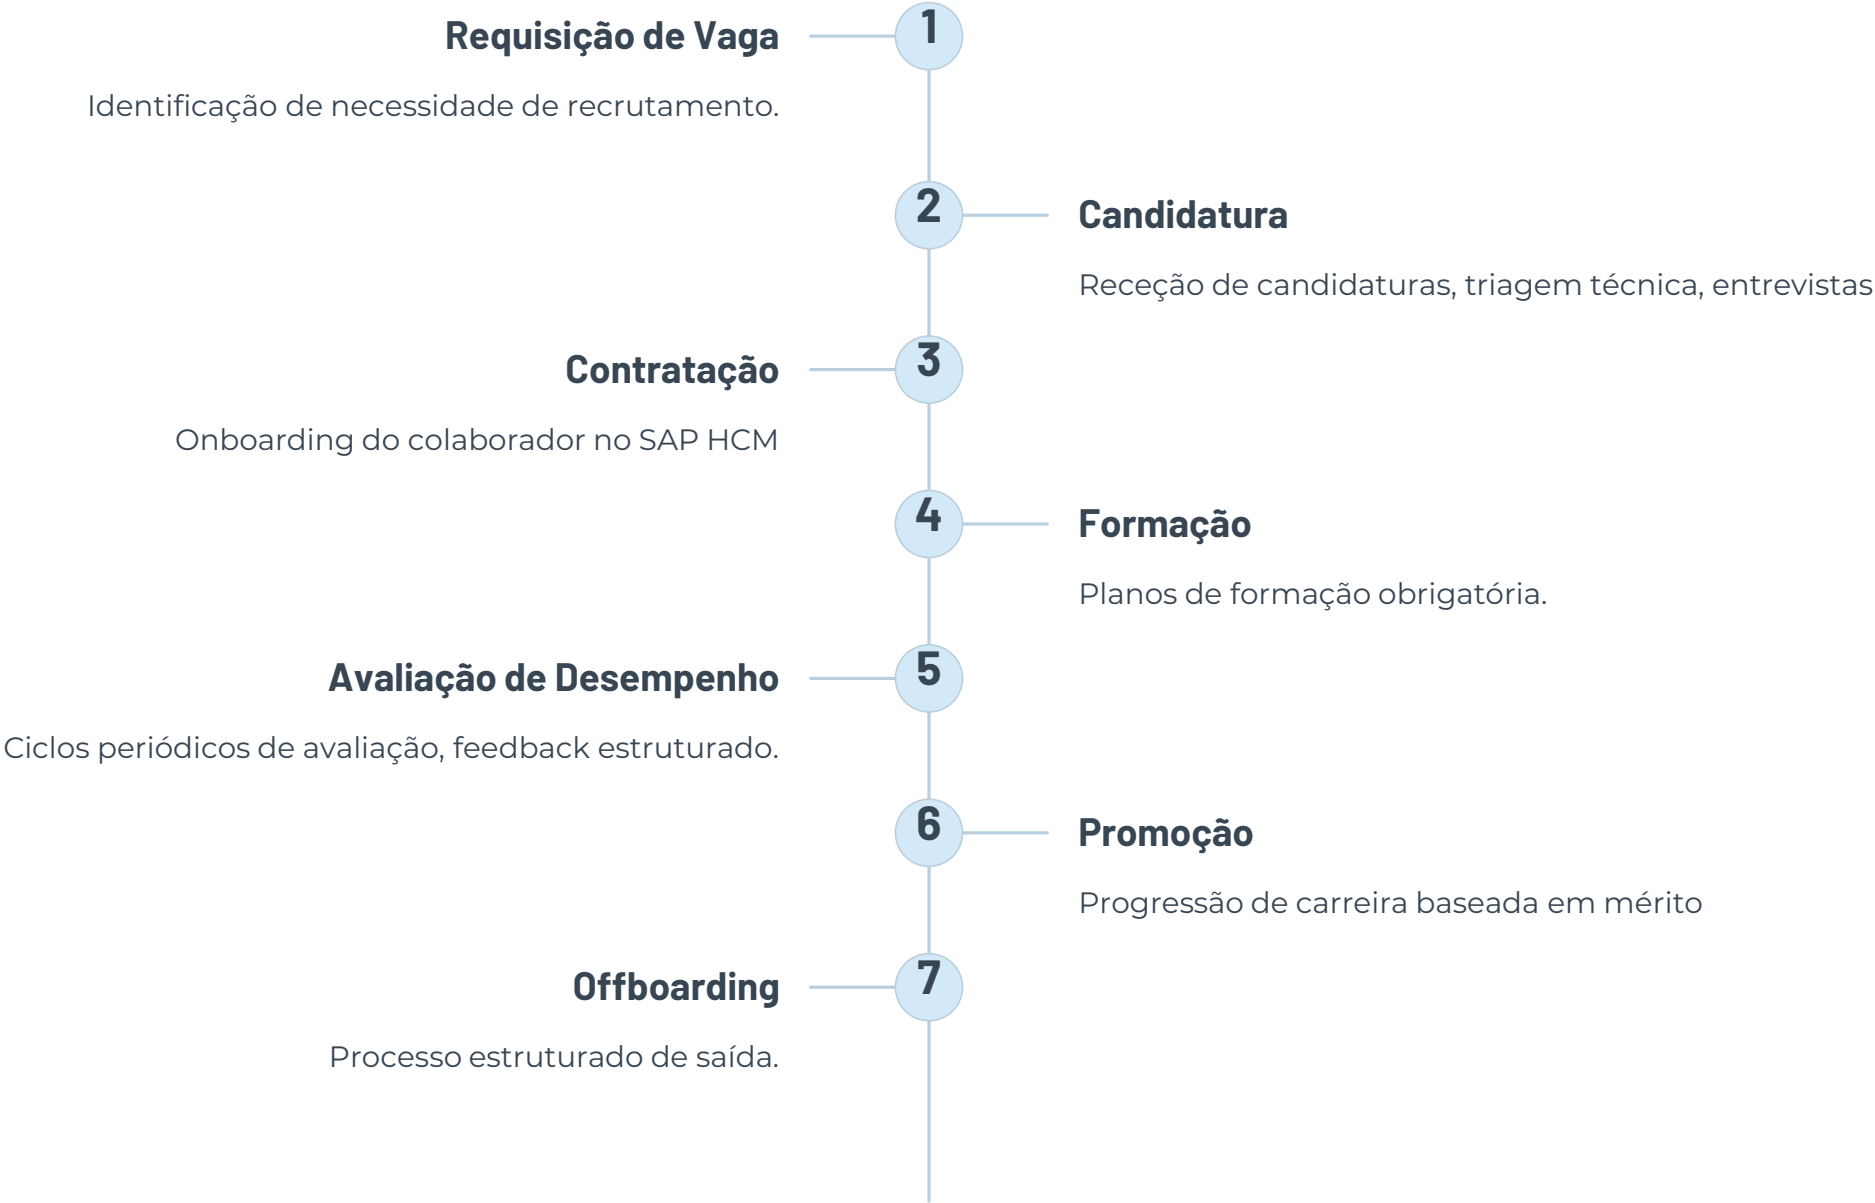 1
Requisição de Vaga
Identificação de necessidade de recrutamento.
2
Candidatura
Receção de candidaturas, triagem técnica, entrevistas
3
Contratação
Onboarding do colaborador no SAP HCM
4
Formação
Planos de formação obrigatória.
5
Avaliação de Desempenho
Ciclos periódicos de avaliação, feedback estruturado.
6
Promoção
Progressão de carreira baseada em mérito
7
Offboarding
Processo estruturado de saída.